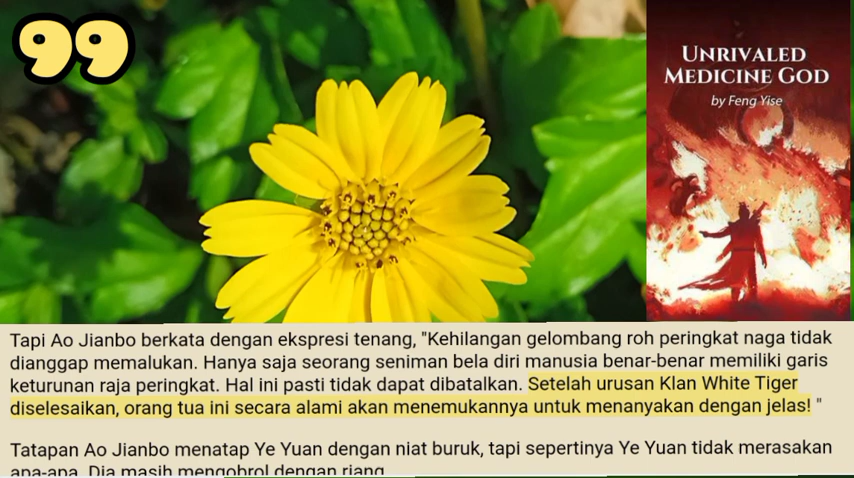 99
UNRIVALED
MEDICINE GOD
by Feng Yise
Tapi Ao Jianbo berkata dengan ekspresi tenang, "Kehilangan gelombang roh peringkat naga tidak
dianggap memalukan. Hanya saja seorang seniman bela diri manusia benar-benar memiliki garis
keturunan raja peringkat. Hal ini pasti tidak dapat dibatalkan. Setelah urusan Klan White Tiger
diselesaikan, orang tua ini secara alami akan menemukannya untuk menanyakan dengan jelas! "
Tatapan Ao Jianbo menatap Ye Yuan dengan niat buruk, tapi sepertinya Ye Yuan tidak merasakan
apa-apa. Dia masih mengobrol dengan riang